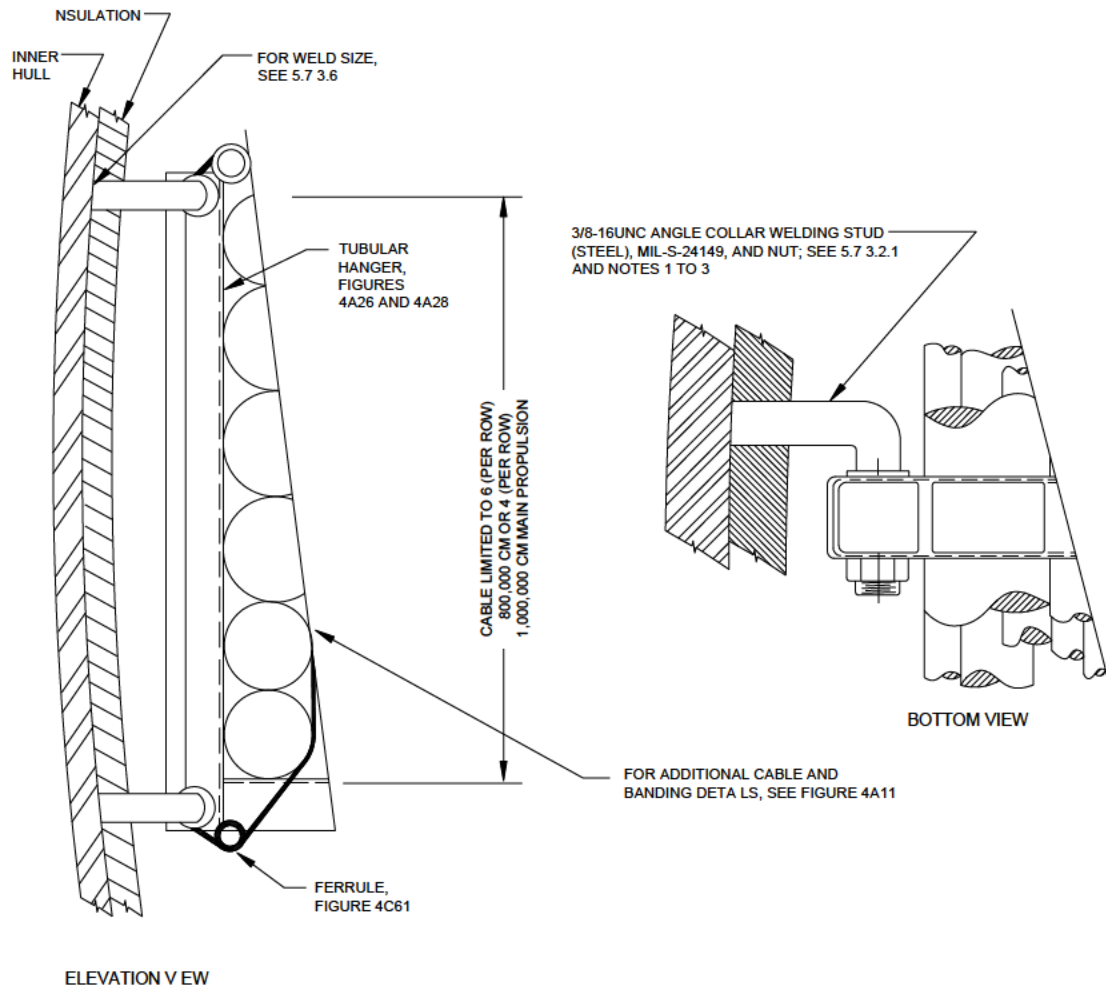 NSULATION
INNER
HULL
FOR WELD SIZE,
SEE 5.7 3.6
TUBULAR
HANGER,
FIGURES
4A26 AND 4A28
CABLE LIMITED TO 6 (PER ROW)
800,000 CM OR 4 (PER ROW)
1,000,000 CM MAIN PROPULSION
3/8-16UNC ANGLE COLLAR WELDING STUD
(STEEL), MIL-S-24149, AND NUT; SEE 5.7 3.2.1
AND NOTES 1 TO 3
BOTTOM VIEW
FOR ADDITIONAL CABLE AND
BANDING DETA LS, SEE FIGURE 4A11
FERRULE,
FIGURE 4C61
ELEVATION V EW